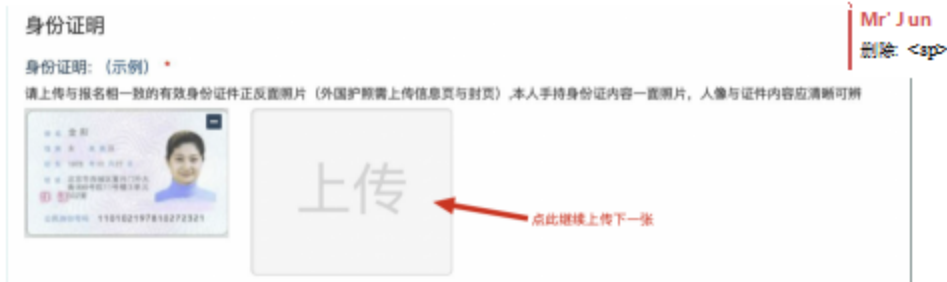 身份证明
Mr' Jun
删除: <sp>
身份证明: (示例) *
请上传与报名相一致的有效身份证件正反面照片（外国护照需上传信息页与封页）,本人手持身份证内容一面照片，人像与证件内容应清晰可辨
上传
点此继续上传下一张
110102197810272321